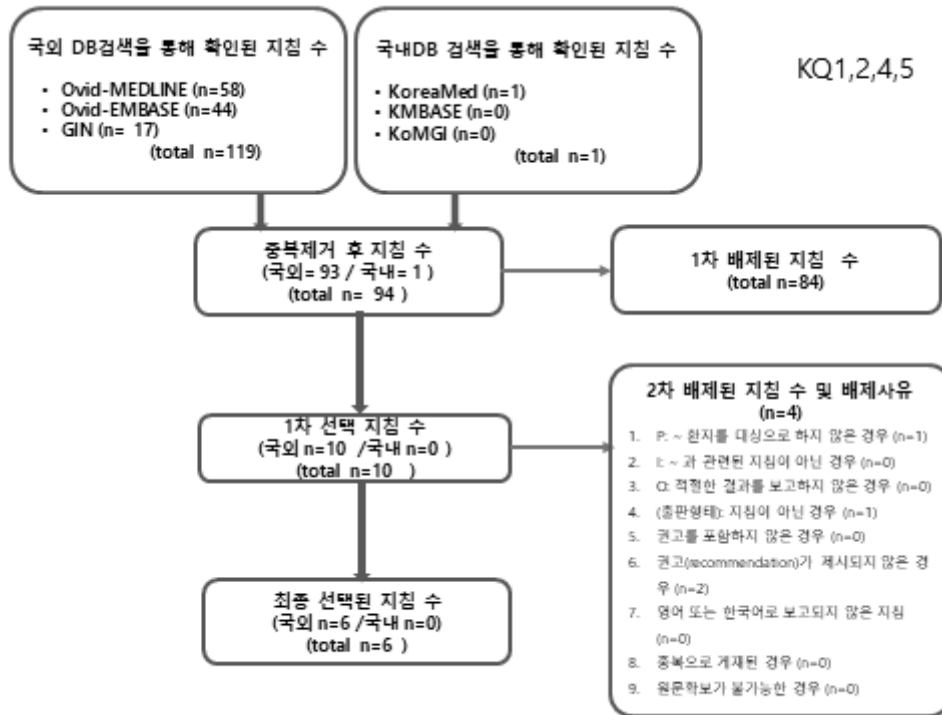 국외 DB검색을 통해 확인된 지침 수
• Ovid-MEDLINE (n=58)
• Ovid-EMBASE (n=44)
• GIN (n= 17)
(total n=119)
국내DB 검색을 통해 확인된 지침 수
• KoreaMed (n=1)
• KMBASE (n=0)
• KoMGI (n=0)
(total n=1)
KQ1,2,4,5
중복제거 후 지침 수
(국외= 93 / 국내= 1 )
(total n= 94 )
1차 배제된 지침 수
(total n=84)
1차 선택 지침 수
(국외 n=10 /국내 n=0 )
(total n=10 )
2차 배제된 지침 수 및 배제사유
(n=4)
1. P: ~ 환자를 대상으로 하지 않은 경우 (n=1)
2. I: ~ 과 관련된 지침이 아닌 경우 (n=0)
3. O: 적절한 결과를 보고하지 않은 경우 (n=0)
4. (출판형태): 지침이 아닌 경우 (n=1)
5. 권고를 포함하지 않은 경우 (n=0)
6. 권고(recommendation)가 제시되지 않은 경
우 (n=2)
7. 영어 또는 한국어로 보고되지 않은 지침
(n=0)
8. 중복으로 게재된 경우 (n=0)
9. 원문확보가 불가능한 경우 (n=0)
최종 선택된 지침 수
(국외 n=6 /국내 n=0)
(total n=6 )